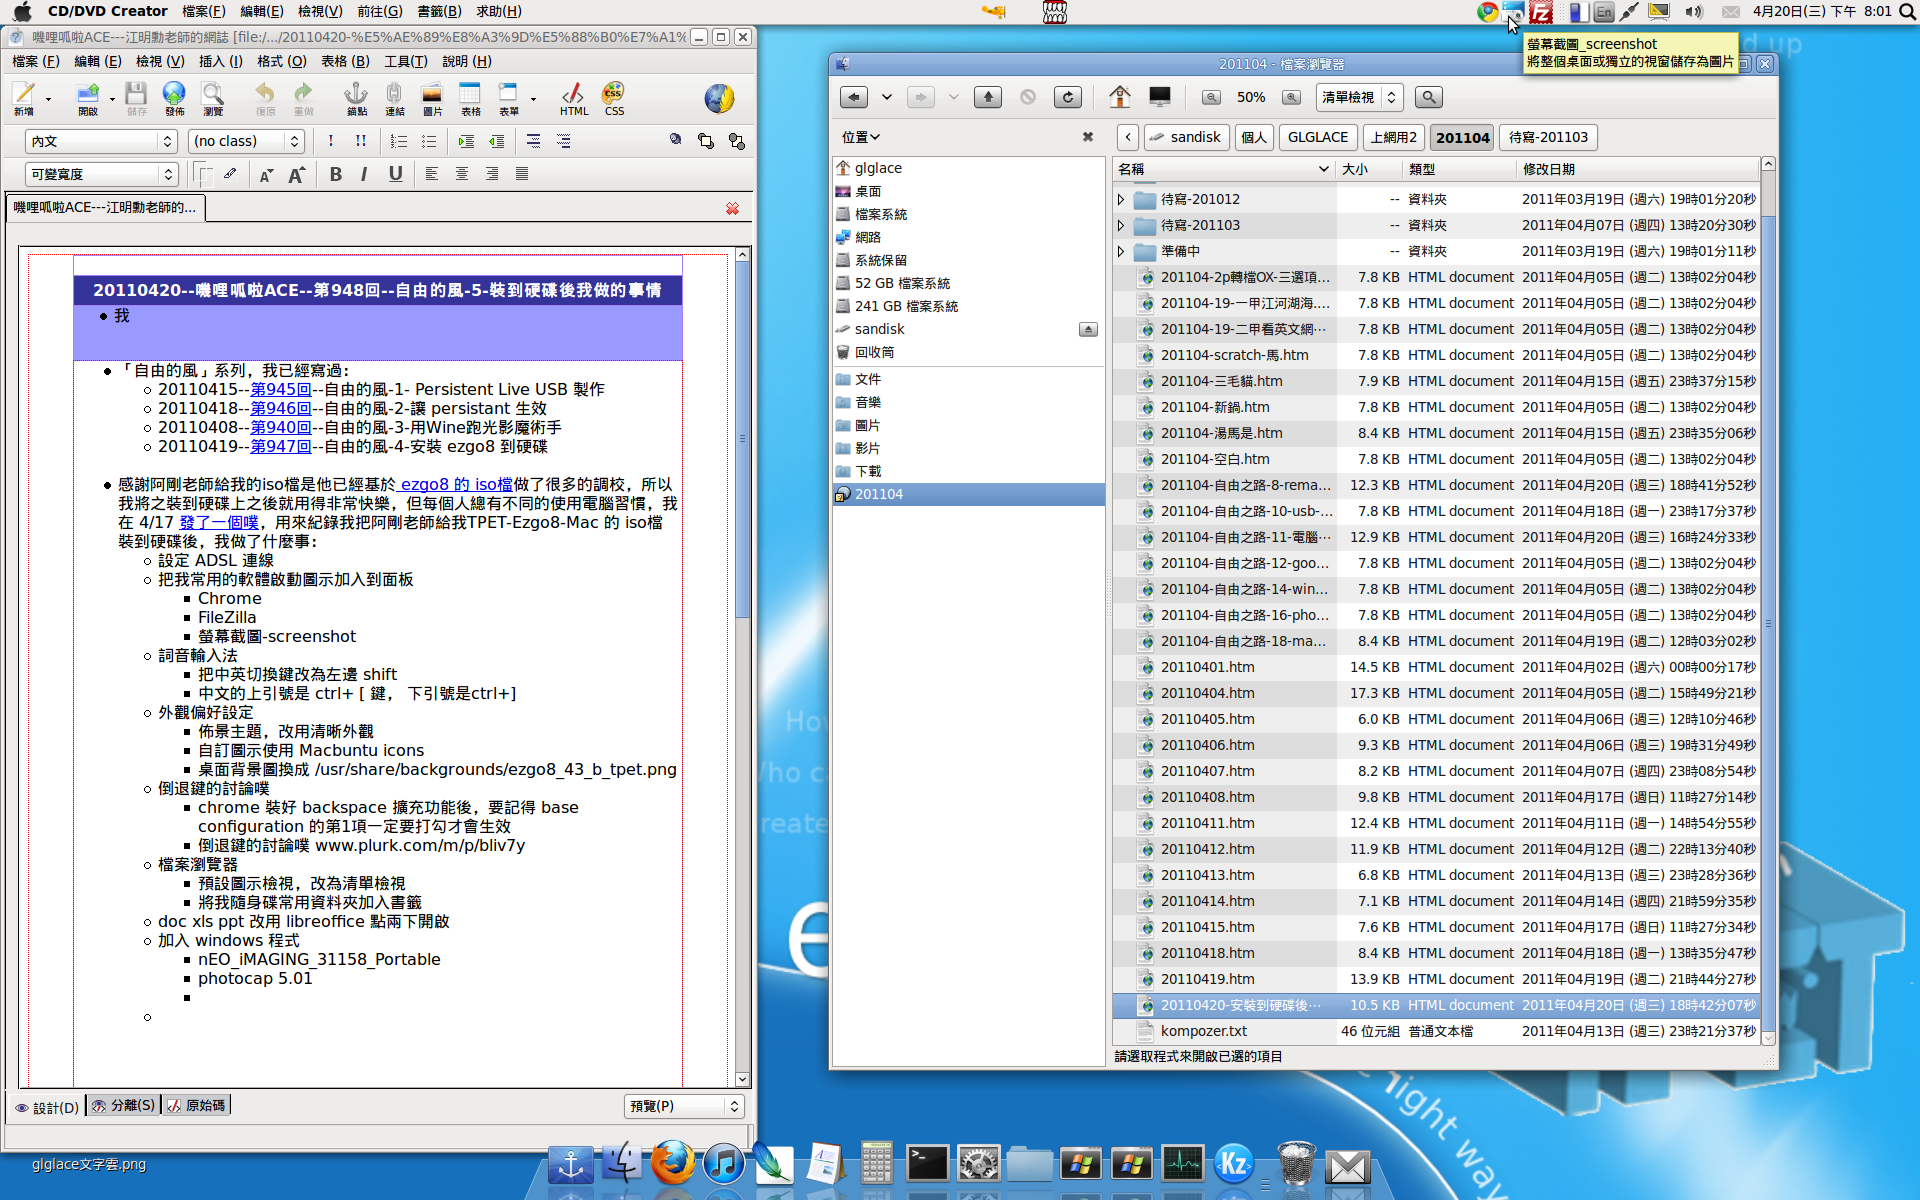 CD/DVD Creator 檔案(F) 編輯(E) 檢視(V) 前往(G) 書籤(B) 求助(H)
En 4月20日(三) 下午 8:01
螢幕截圖_screenshot
將整個桌面或獨立的視窗儲存為圖片
嘰哩呱啦ACE---江明勳老師的網誌 [file:/.../20110420-%E5%AE%89%E8%A3%9D%E5%88%B0%E7%A1%
檔案 (F) 編輯 (E) 檢視 (V) 插入 (I) 格式 (O) 表格 (B) 工具(T) 說明 (H)
新增 開啟 儲存 發佈 瀏覽 復原 重做 錨點 連結 圖片 表格 表單 HTML CSS
內文 (no class)
可變寬度 B I U
嘰哩呱啦ACE---江明勳老師的...
20110420--嘰哩呱啦ACE--第948回--自由的風-5-裝到硬碟後我做的事情
我
「自由的風」系列，我已經寫過：
20110415--第945回--自由的風-1- Persistent Live USB 製作
20110418--第946回--自由的風-2-讓 persistant 生效
20110408--第940回--自由的風-3-用Wine跑光影魔術手
20110419--第947回--自由的風-4-安裝 ezgo8 到硬碟
感謝阿剛老師給我的iso檔是他已經基於 ezgo8 的 iso檔做了很多的調校，所以
我將之裝到硬碟上之後就用得非常快樂，但每個人總有不同的使用電腦習慣，我
在 4/17 發了一個噗，用來紀錄我把阿剛老師給我TPET-Ezgo8-Mac 的 iso檔
裝到硬碟後，我做了什麼事：
設定 ADSL 連線
把我常用的軟體啟動圖示加入到面板
Chrome
FileZilla
螢幕截圖-screenshot
詞音輸入法
把中英切換鍵改為左邊 shift
中文的上引號是 ctrl+ [ 鍵， 下引號是ctrl+]
外觀偏好設定
佈景主題，改用清晰外觀
自訂圖示使用 Macbuntu icons
桌面背景圖換成 /usr/share/backgrounds/ezgo8_43_b_tpet.png
倒退鍵的討論噗
chrome 裝好 backspace 擴充功能後，要記得 base
configuration 的第1項一定要打勾才會生效
倒退鍵的討論噗 www.plurk.com/m/p/bliv7y
檔案瀏覽器
預設圖示檢視，改為清單檢視
將我隨身碟常用資料夾加入書籤
doc xls ppt 改用 libreoffice 點兩下開啟
加入 windows 程式
nEO_iMAGING_31158_Portable
photocap 5.01
設計(D) 分離(S) 原始碼 預覽(P)
glglace文字雲.png
201104 - 檔案瀏覽器
50% 清單檢視
位置 sandisk 個人 GLGLACE 上網用2 201104 待寫-201103
glglace
桌面
檔案系統
網路
系統保留
52 GB 檔案系統
241 GB 檔案系統
sandisk
回收筒
文件
音樂
圖片
影片
下載
201104
名稱 大小 類型 修改日期
待寫-201012 -- 資料夾 2011年03月19日 (週六) 19時01分20秒
待寫-201103 -- 資料夾 2011年04月07日 (週四) 13時20分30秒
準備中 -- 資料夾 2011年03月19日 (週六) 19時01分11秒
201104-2p轉檔OX-三選項... 7.8 KB HTML document 2011年04月05日 (週二) 13時02分04秒
201104-19-一甲江河湖海.... 7.8 KB HTML document 2011年04月05日 (週二) 13時02分04秒
201104-19-二甲看英文網... 7.8 KB HTML document 2011年04月05日 (週二) 13時02分04秒
201104-scratch-馬.htm 7.8 KB HTML document 2011年04月05日 (週二) 13時02分04秒
201104-三毛貓.htm 7.9 KB HTML document 2011年04月15日 (週五) 23時37分15秒
201104-新鍋.htm 7.8 KB HTML document 2011年04月05日 (週二) 13時02分04秒
201104-湯馬是.htm 8.4 KB HTML document 2011年04月15日 (週五) 23時35分06秒
201104-空白.htm 7.8 KB HTML document 2011年04月05日 (週二) 13時02分04秒
201104-自由之路-8-rema... 12.3 KB HTML document 2011年04月20日 (週三) 18時41分52秒
201104-自由之路-10-usb-... 7.8 KB HTML document 2011年04月18日 (週一) 23時17分37秒
201104-自由之路-11-電腦... 12.9 KB HTML document 2011年04月20日 (週三) 16時24分33秒
201104-自由之路-12-goo... 7.8 KB HTML document 2011年04月05日 (週二) 13時02分04秒
201104-自由之路-14-win... 7.8 KB HTML document 2011年04月05日 (週二) 13時02分04秒
201104-自由之路-16-pho... 7.8 KB HTML document 2011年04月05日 (週二) 13時02分04秒
201104-自由之路-18-ma... 8.4 KB HTML document 2011年04月19日 (週二) 12時03分02秒
20110401.htm 14.5 KB HTML document 2011年04月02日 (週六) 00時00分17秒
20110404.htm 17.3 KB HTML document 2011年04月05日 (週二) 15時49分21秒
20110405.htm 6.0 KB HTML document 2011年04月06日 (週三) 12時10分46秒
20110406.htm 9.3 KB HTML document 2011年04月06日 (週三) 19時31分49秒
20110407.htm 8.2 KB HTML document 2011年04月07日 (週四) 23時08分54秒
20110408.htm 9.8 KB HTML document 2011年04月17日 (週日) 11時27分14秒
20110411.htm 12.4 KB HTML document 2011年04月11日 (週一) 14時54分55秒
20110412.htm 11.9 KB HTML document 2011年04月12日 (週二) 22時13分40秒
20110413.htm 6.8 KB HTML document 2011年04月13日 (週三) 23時28分36秒
20110414.htm 7.1 KB HTML document 2011年04月14日 (週四) 21時59分35秒
20110415.htm 7.6 KB HTML document 2011年04月17日 (週日) 11時27分34秒
20110418.htm 8.4 KB HTML document 2011年04月18日 (週一) 13時35分47秒
20110419.htm 13.9 KB HTML document 2011年04月19日 (週二) 21時44分27秒
20110420-安裝到硬碟後... 10.5 KB HTML document 2011年04月20日 (週三) 18時42分07秒
kompozer.txt 46 位元組 普通文本檔 2011年04月13日 (週三) 23時21分37秒
請選取程式來開啟已選的項目
Kz